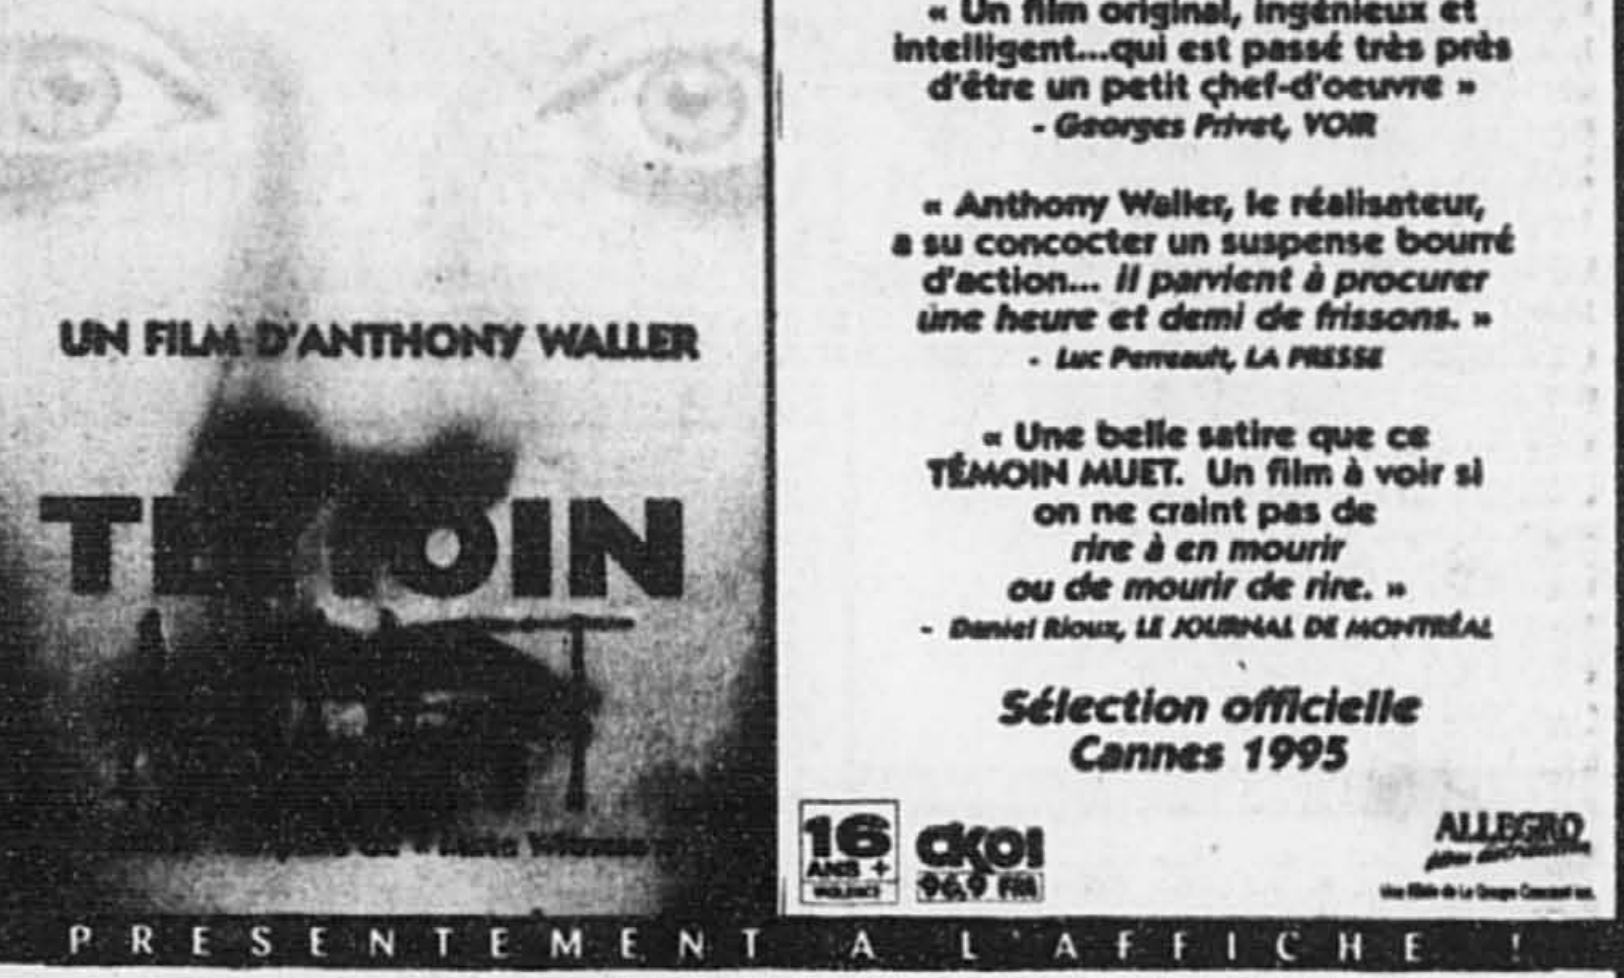 UN FILM D'ANTHONY WALLER
TÉMOIN
« Un film original, ingénieux et
intelligent...qui est passé très près
d'être un petit chef-d'oeuvre »
- Georges Privet, VOIR
« Anthony Waller, le réalisateur,
a su concocter un suspense bourré
d'action... il parvient à procurer
une heure et demi de frissons. »
- Luc Perreault, LA PRESSE
« Une belle satire que ce
TÉMOIN MUET. Un film à voir si
on ne craint pas de
rire à en mourir
ou de mourir de rire. »
- Daniel Rioux, LE JOURNAL DE MONTRÉAL
Sélection officielle
Cannes 1995
16
ANS +
VIOLENCE
CKOI
96,9 FM
ALLEGRO
PRESENTEMENT A L'AFFICHE !